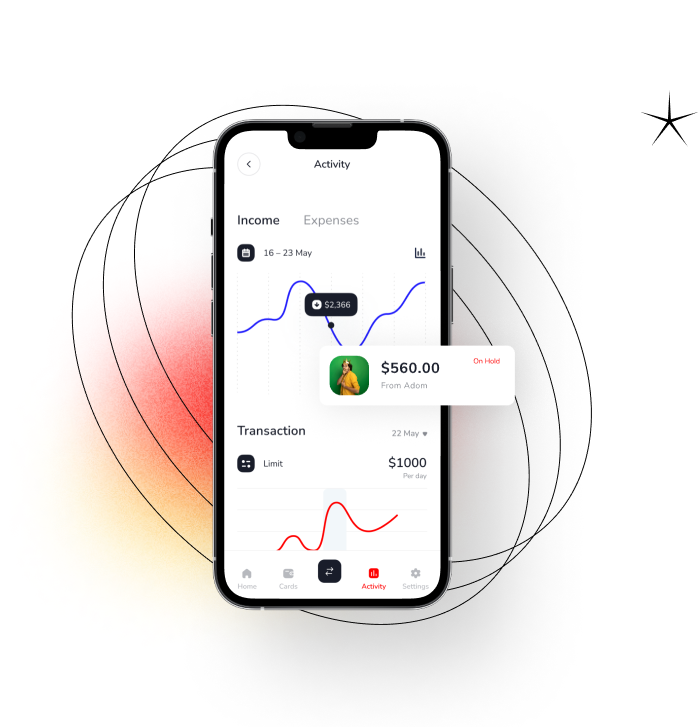 Activity
Income Expenses
16 – 23 May
$2,366
$560.00
On Hold
From Adom
Transaction
22 May
Limit
$1000
Per day
Home Cards Activity Settings